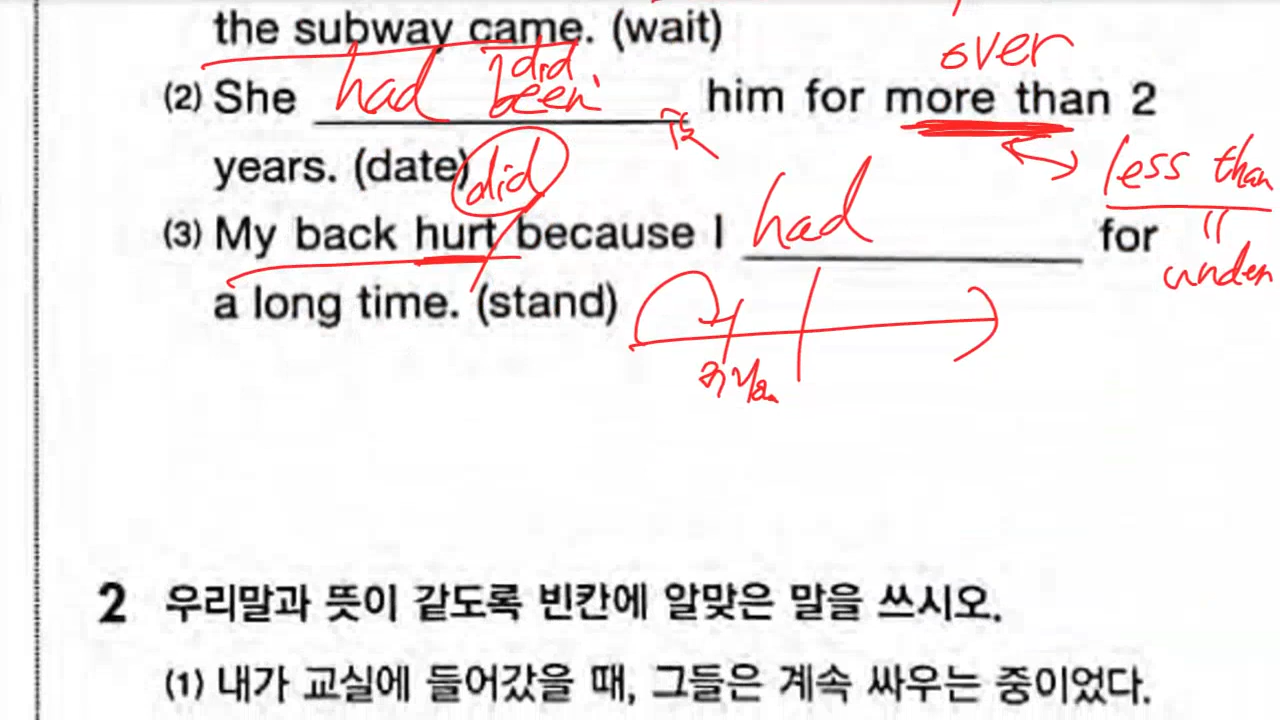 the subway came. (wait)
over
did
(2) She had been him for more than 2
years. (date) did
less than
(3) My back hurt because I had for
under
a long time. (stand)
2 우리말과 뜻이 같도록 빈칸에 알맞은 말을 쓰시오.
(1) 내가 교실에 들어갔을 때, 그들은 계속 싸우는 중이었다.